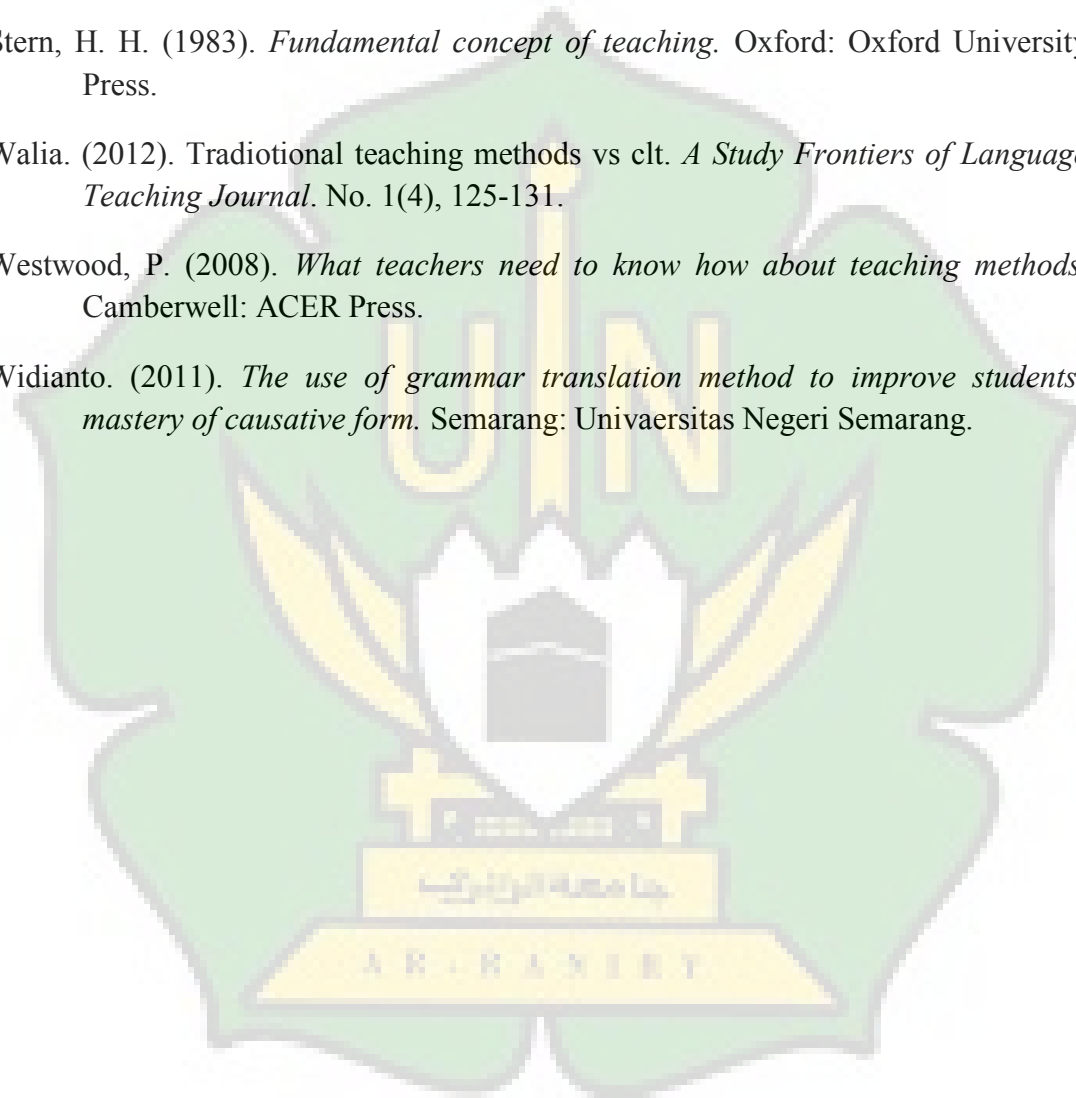 Stern, H. H. (1983). Fundamental concept of teaching. Oxford: Oxford University
Press.
Walia. (2012). Tradiotional teaching methods vs clt. A Study Frontiers of Language
Teaching Journal. No. 1(4), 125-131.
Westwood, P. (2008). What teachers need to know how about teaching methods
Camberwell: ACER Press.
Widianto. (2011). The use of grammar translation method to improve students
mastery of causative form. Semarang: Univaersitas Negeri Semarang.
UIN
جامعة الرانري
AR-RANIRY